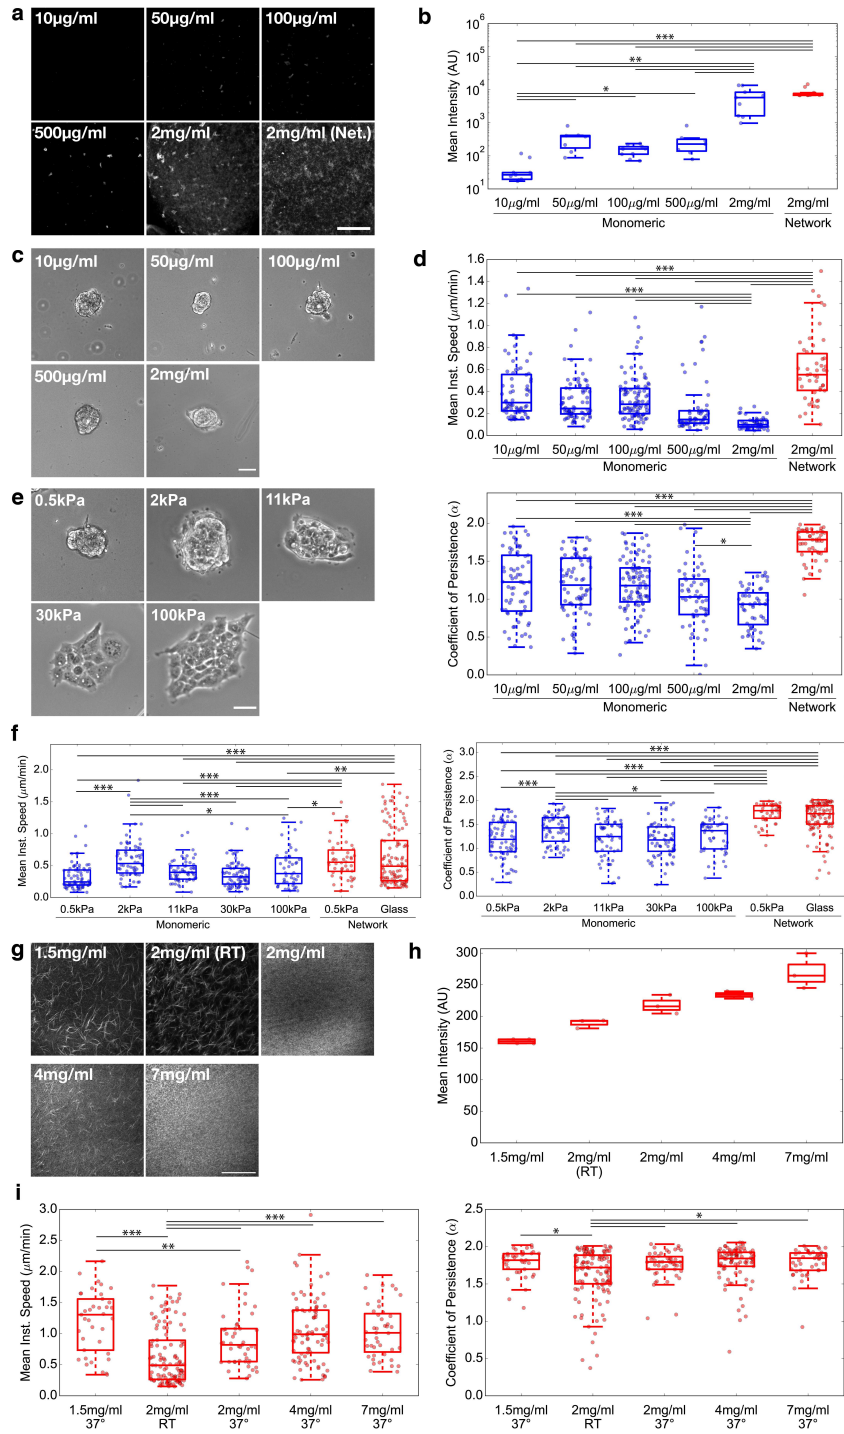 a
10µg/ml 50µg/ml 100µg/ml
500µg/ml 2mg/ml 2mg/ml (Net.)
b
Mean Intensity (AU)
10⁶
10⁵
10⁴
10³
10²
10¹
***
**
*
10µg/ml 50µg/ml 100µg/ml 500µg/ml 2mg/ml 2mg/ml
Monomeric Network
c
10µg/ml 50µg/ml 100µg/ml
500µg/ml 2mg/ml
d
Mean Inst. Speed (µm/min)
1.6
1.4
1.2
1.0
0.8
0.6
0.4
0.2
0.0
***
***
10µg/ml 50µg/ml 100µg/ml 500µg/ml 2mg/ml 2mg/ml
Monomeric Network
Coefficient of Persistence (α)
2.0
1.5
1.0
0.5
0.0
***
***
*
10µg/ml 50µg/ml 100µg/ml 500µg/ml 2mg/ml 2mg/ml
Monomeric Network
e
0.5kPa 2kPa 11kPa
30kPa 100kPa
f
Mean Inst. Speed (µm/min)
2.0
1.5
1.0
0.5
0.0
***
**
***
***
***
*
*
0.5kPa 2kPa 11kPa 30kPa 100kPa 0.5kPa Glass
Monomeric Network
Coefficient of Persistence (α)
3.0
2.5
2.0
1.5
1.0
0.5
0.0
***
***
***
*
0.5kPa 2kPa 11kPa 30kPa 100kPa 0.5kPa Glass
Monomeric Network
g
1.5mg/ml 2mg/ml (RT) 2mg/ml
4mg/ml 7mg/ml
h
Mean Intensity (AU)
300
250
200
150
100
50
0
1.5mg/ml 2mg/ml 2mg/ml 4mg/ml 7mg/ml
(RT)
i
Mean Inst. Speed (µm/min)
3.0
2.5
2.0
1.5
1.0
0.5
0.0
***
***
**
1.5mg/ml 2mg/ml 2mg/ml 4mg/ml 7mg/ml
37° RT 37° 37° 37°
Coefficient of Persistence (α)
2.5
2.0
1.5
1.0
0.5
0.0
*
*
1.5mg/ml 2mg/ml 2mg/ml 4mg/ml 7mg/ml
37° RT 37° 37° 37°